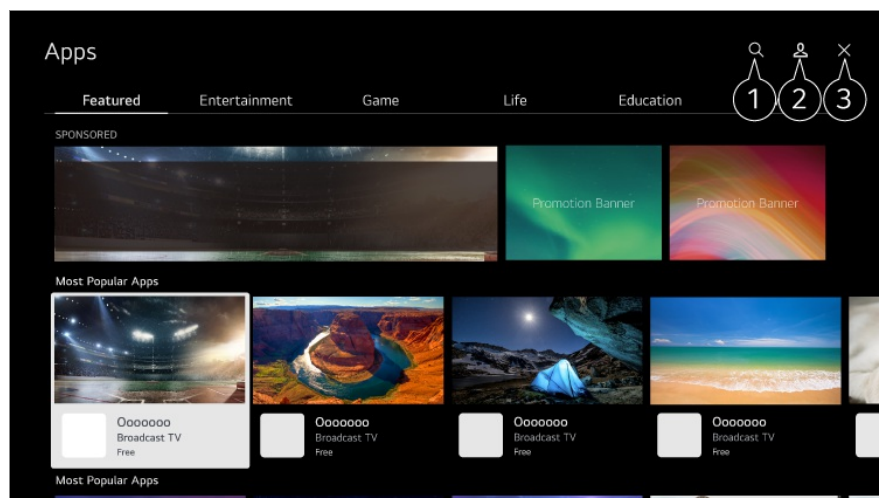 Apps
1 2 3
Featured Entertainment Game Life Education
SPONSORED
Promotion Banner Promotion Banner
Most Popular Apps
Ooooooo Ooooooo Ooooooo Ooooooo
Broadcast TV Broadcast TV Broadcast TV Broadcast TV
Free Free Free Free
Most Popular Apps